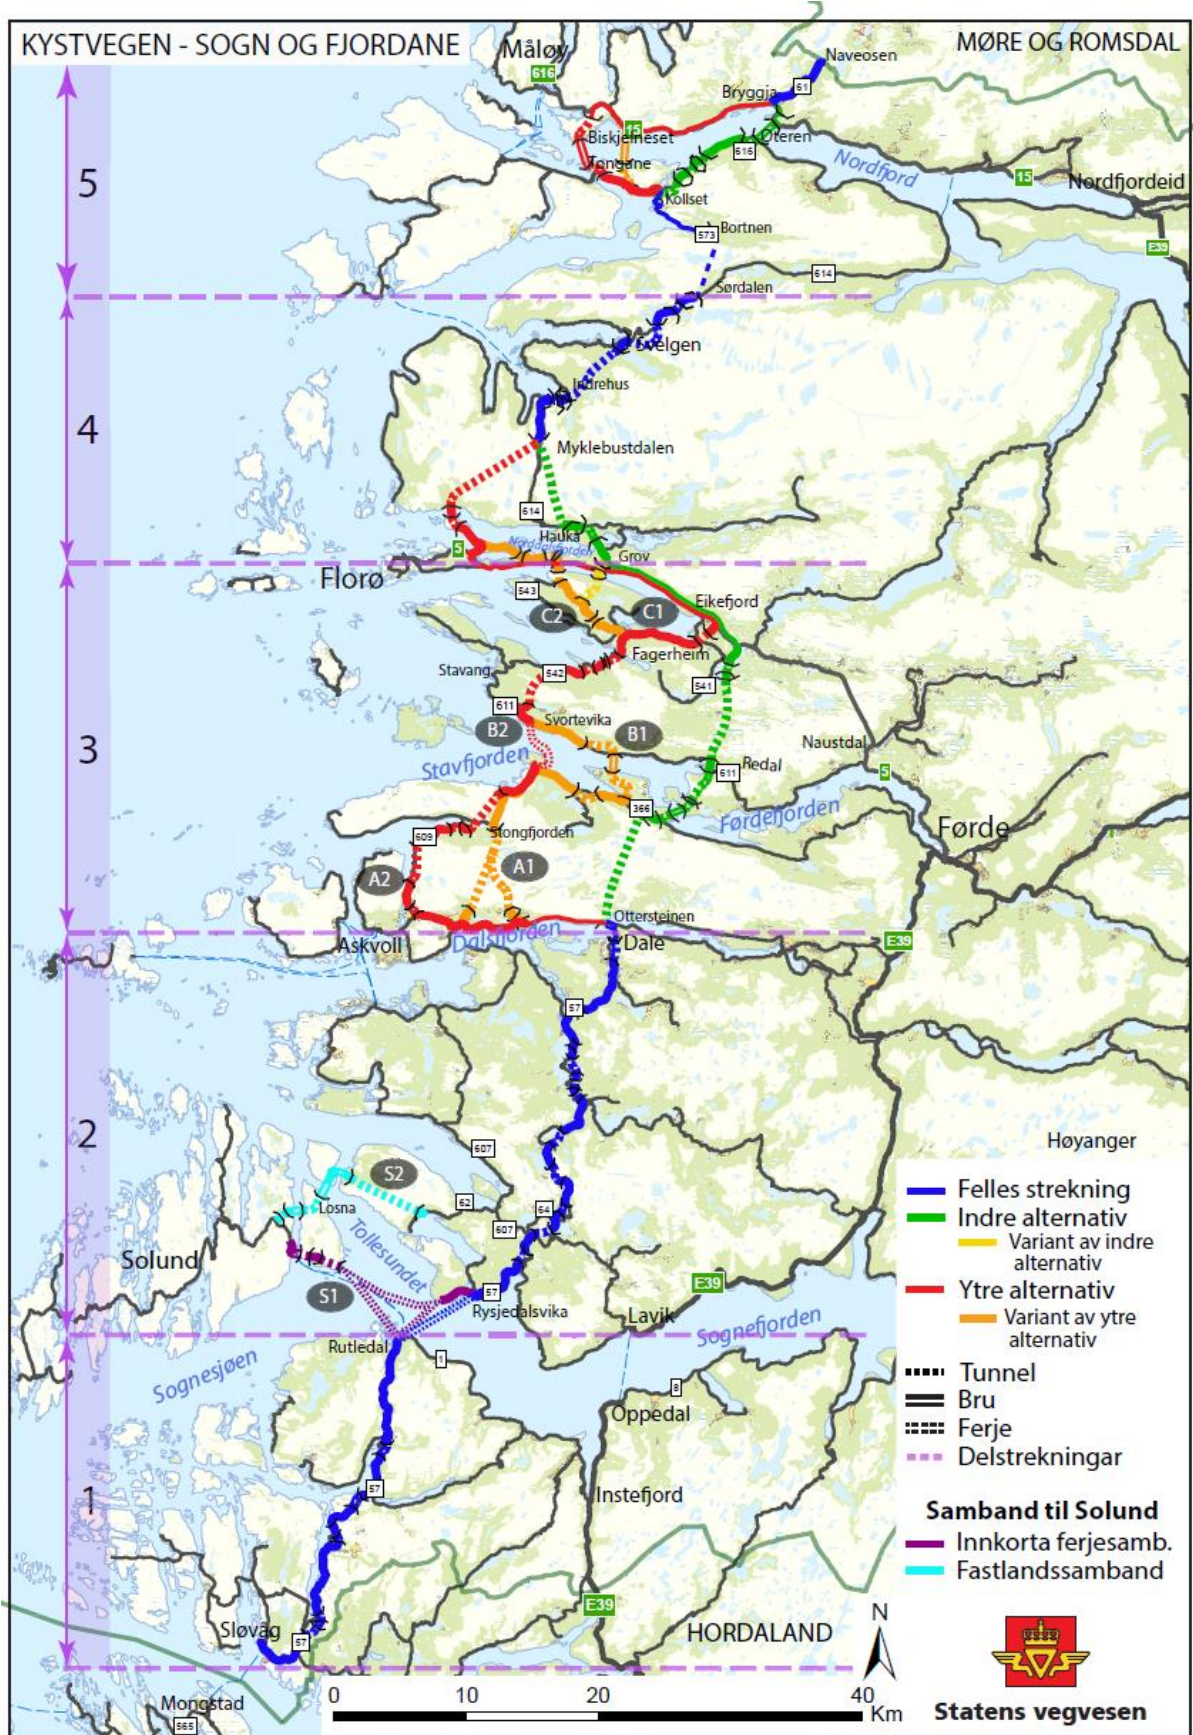 KYSTVEGEN - SOGN OG FJORDANE
MØRE OG ROMSDAL
Måløy
616
Naveosen
61
Bryggja
15
Biskjelneset
Oteren
616
Tongane
Nordfjord
15
Nordfjordeid
5
Kollset
573
Bortnen
E39
614
Sørdalen
Svelgen
Indrehus
4
Myklebustdalen
614
Hauka
Norddalsfjorden
5
Grov
Florø
543
Eikefjord
C2
C1
Fagerheim
Stavang
542
541
611
Svortevika
B2
B1
Naustdal
3
Stavfjorden
Redal
611
5
366
Førdefjorden
Førde
609
Stongfjorden
A1
A2
Ottersteinen
Askvoll
Dalsfjorden
Dale
E39
57
2
607
Høyanger
S2
62
Losna
64
607
Tollesundet
Solund
E39
S1
57
Rysjedalsvika
Lavik
Sognefjorden
Rutledal
1
Sognesjøen
8
Oppedal
57
Instefjord
1
E39
Sløvåg
57
HORDALAND
N
Mongstad
565
0 10 20 40
Km
Felles strekning
Indre alternativ
Variant av indre
alternativ
Ytre alternativ
Variant av ytre
alternativ
Tunnel
Bru
Ferje
Delstrekningar
Samband til Solund
Innkorta ferjesamb.
Fastlandssamband
Statens vegvesen